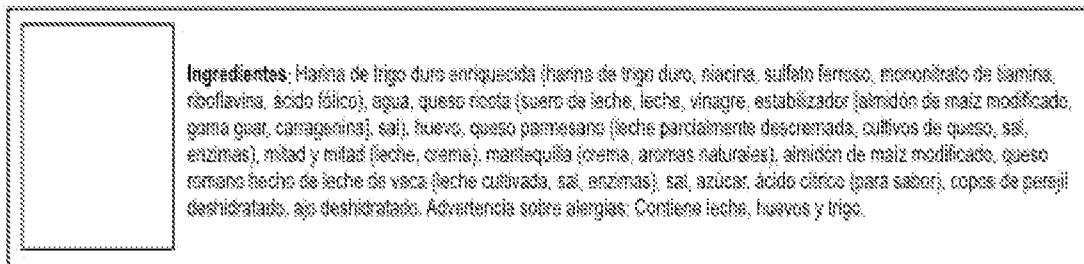 Ingredientes: Harina de trigo duro enriquecida (harina de trigo duro, niacina, sulfato ferroso, mononitrato de tiamina,
riboflavina, ácido fólico), agua, queso ricota (suero de leche, leche, vinagre, estabilizador [almidón de maíz modificado,
goma guar, carragenina], sal), huevo, queso parmesano (leche parcialmente descremada, cultivos de queso, sal,
enzimas), mitad y mitad (leche, crema), mantequilla (crema, aromas naturales), almidón de maíz modificado, queso
romano hecho de leche de vaca (leche cultivada, sal, enzimas), sal, azúcar, ácido cítrico (para sabor), copos de perejil
deshidratado, ajo deshidratado. Advertencia sobre alergias: Contiene leche, huevos y trigo.